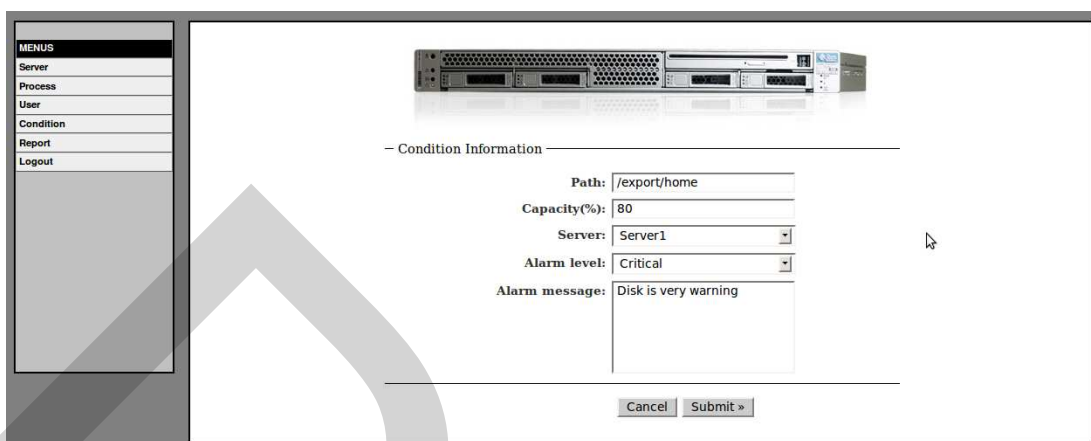 MENUS
Server
Process
User
Condition
Report
Logout
Condition Information
Path: /export/home
Capacity(%): 80
Server: Server1
Alarm level: Critical
Alarm message: Disk is very warning
Cancel Submit »